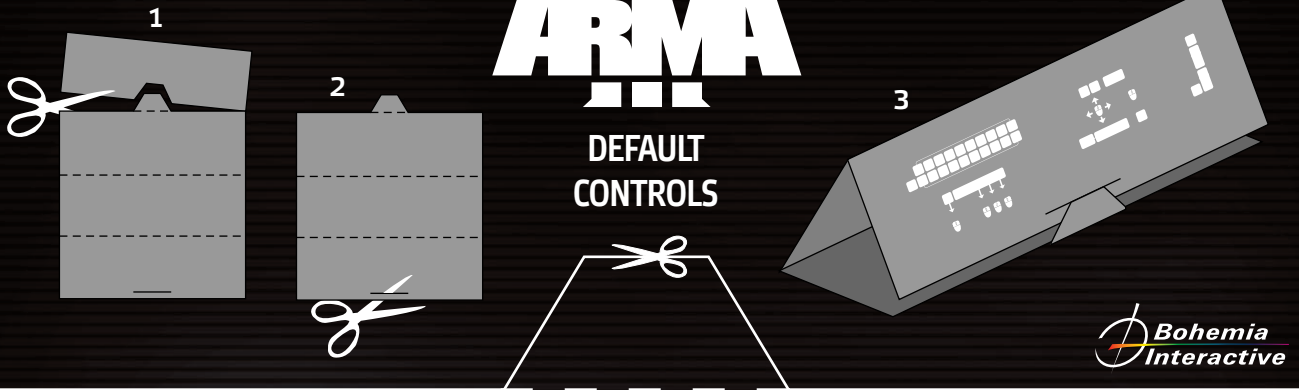 1
2
ARMA
III
DEFAULT
CONTROLS
3
Bohemia
Interactive